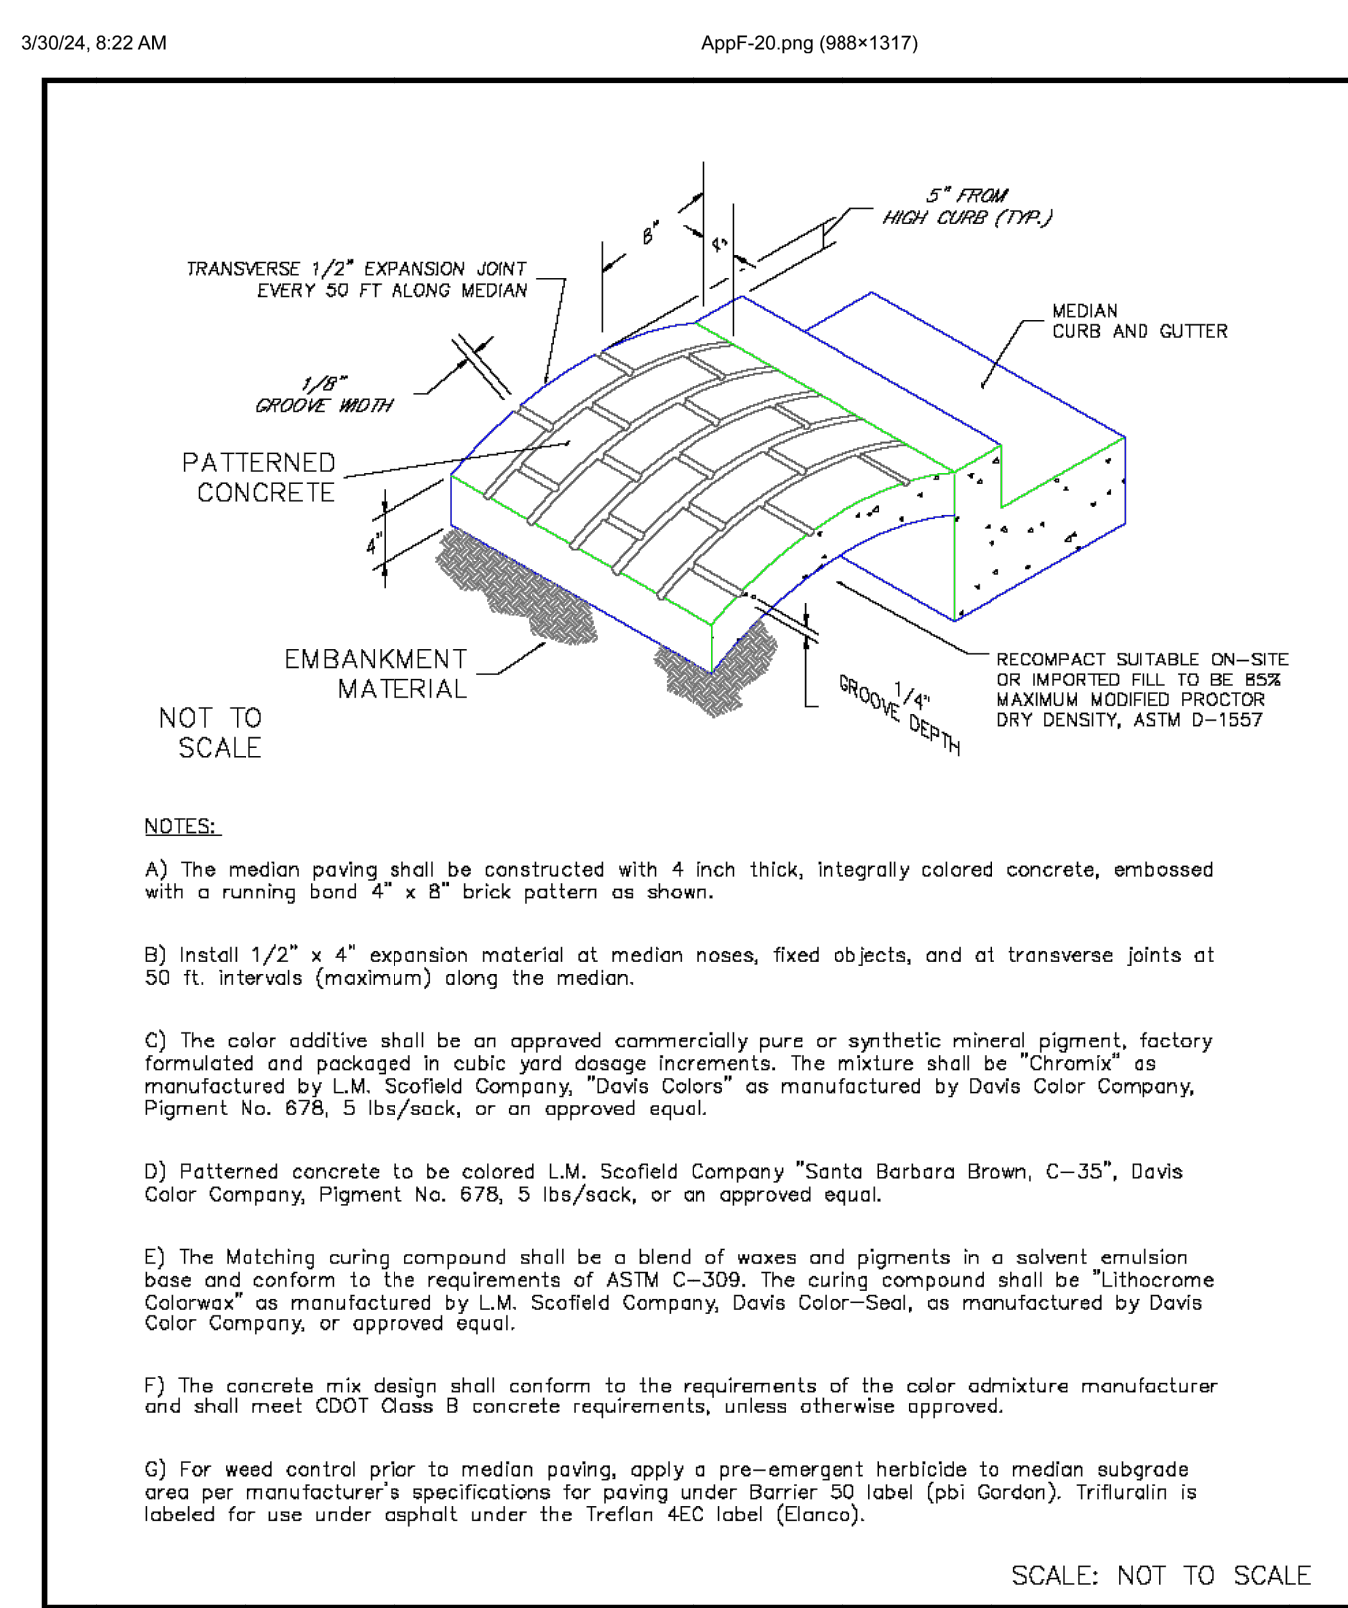 3/30/24, 8:22 AM
AppF-20.png (988×1317)
5" FROM
HIGH CURB (TYP.)
8"
4"
TRANSVERSE 1/2" EXPANSION JOINT
EVERY 50 FT ALONG MEDIAN
MEDIAN
CURB AND GUTTER
1/8"
GROOVE WIDTH
PATTERNED
CONCRETE
4"
EMBANKMENT
MATERIAL
RECOMPACT SUITABLE ON-SITE
OR IMPORTED FILL TO BE 85%
MAXIMUM MODIFIED PROCTOR
DRY DENSITY, ASTM D-1557
1/4"
GROOVE DEPTH
NOT TO
SCALE
NOTES:
A) The median paving shall be constructed with 4 inch thick, integrally colored concrete, embossed
with a running bond 4" x 8" brick pattern as shown.
B) Install 1/2" x 4" expansion material at median noses, fixed objects, and at transverse joints at
50 ft. intervals (maximum) along the median.
C) The color additive shall be an approved commercially pure or synthetic mineral pigment, factory
formulated and packaged in cubic yard dosage increments. The mixture shall be "Chromix" as
manufactured by L.M. Scofield Company, "Davis Colors" as manufactured by Davis Color Company,
Pigment No. 678, 5 lbs/sack, or an approved equal.
D) Patterned concrete to be colored L.M. Scofield Company "Santa Barbara Brown, C-35", Davis
Color Company, Pigment No. 678, 5 lbs/sack, or an approved equal.
E) The Matching curing compound shall be a blend of waxes and pigments in a solvent emulsion
base and conform to the requirements of ASTM C-309. The curing compound shall be "Lithocrome
Colorwax" as manufactured by L.M. Scofield Company, Davis Color-Seal, as manufactured by Davis
Color Company, or approved equal.
F) The concrete mix design shall conform to the requirements of the color admixture manufacturer
and shall meet CDOT Class B concrete requirements, unless otherwise approved.
G) For weed control prior to median paving, apply a pre-emergent herbicide to median subgrade
area per manufacturer's specifications for paving under Barrier 50 label (pbi Gordon). Trifluralin is
labeled for use under asphalt under the Treflan 4EC label (Elanco).
SCALE: NOT TO SCALE